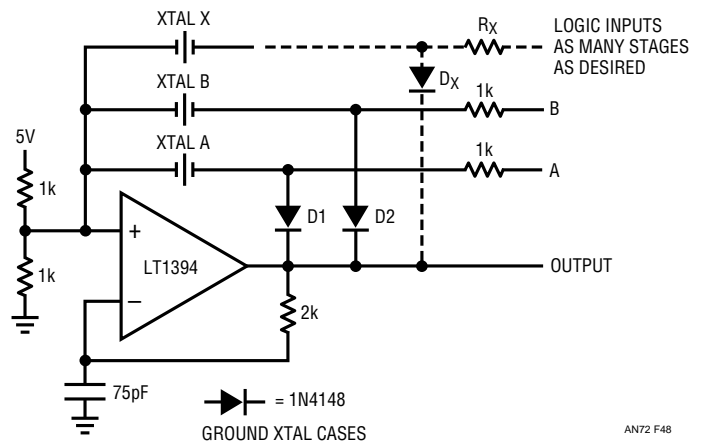 XTAL X
RX
LOGIC INPUTS
AS MANY STAGES
AS DESIRED
DX
XTAL B
1k
B
5V
XTAL A
1k
A
1k
+
D1
D2
1k
LT1394
OUTPUT
–
2k
75pF
= 1N4148
GROUND XTAL CASES
AN72 F48